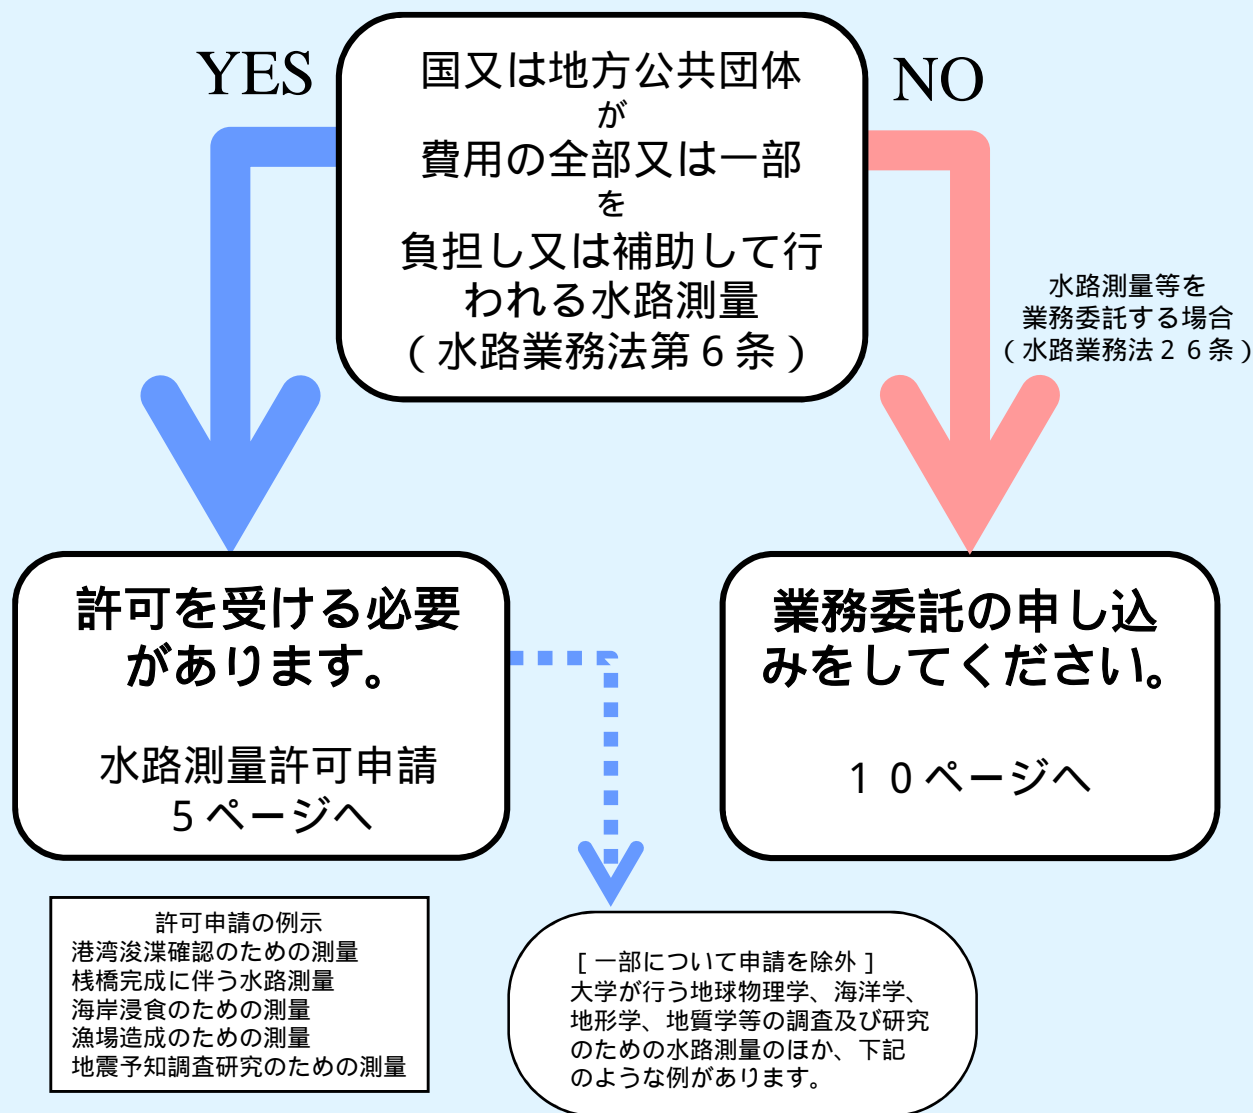 YES
国又は地方公共団体
が
費用の全部又は一部
を
負担し又は補助して行
われる水路測量
（水路業務法第６条）
NO
水路測量等を
業務委託する場合
（水路業務法２６条）
許可を受ける必要
があります。
水路測量許可申請
５ページへ
業務委託の申し込
みをしてください。
１０ページへ
許可申請の例示
港湾浚渫確認のための測量
桟橋完成に伴う水路測量
海岸浸食のための測量
漁場造成のための測量
地震予知調査研究のための測量
［一部について申請を除外］
大学が行う地球物理学、海洋学、
地形学、地質学等の調査及び研究
のための水路測量のほか、下記
のような例があります。